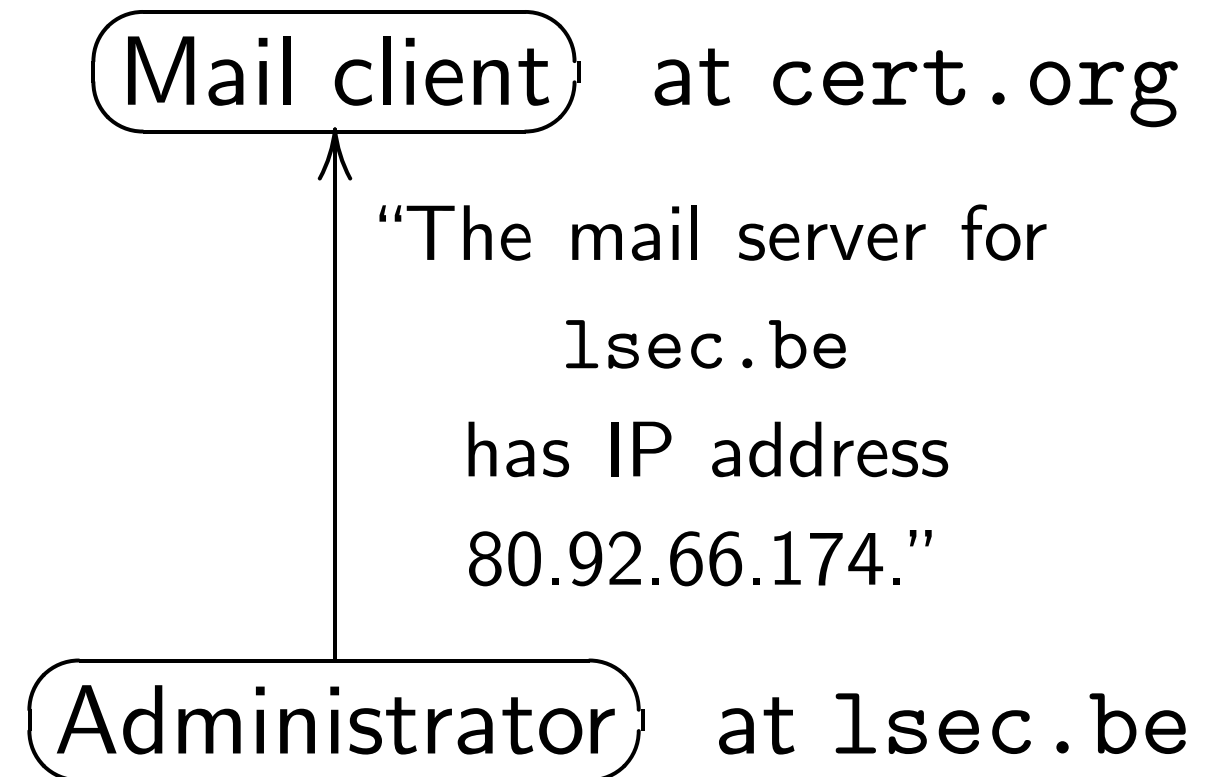 Mail client at cert.org
“The mail server for
lsec.be
has IP address
80.92.66.174.”
Administrator at lsec.be